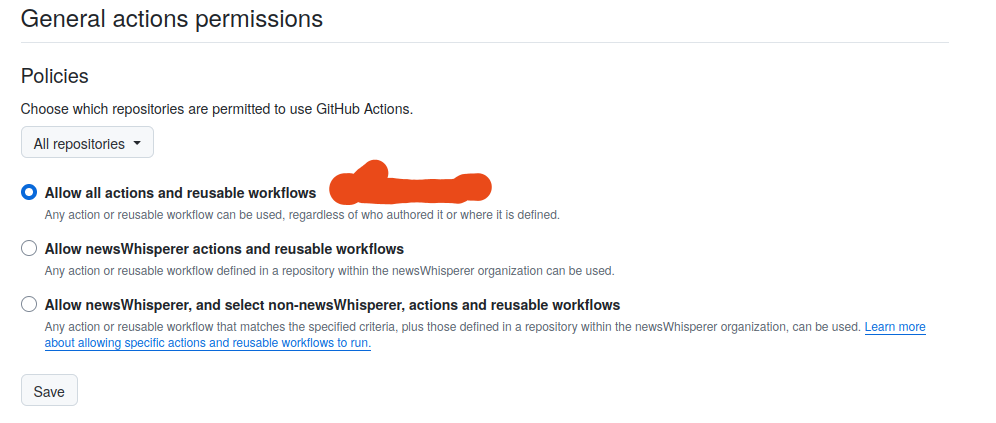 General actions permissions
Policies
Choose which repositories are permitted to use GitHub Actions.
All repositories
Allow all actions and reusable workflows
Any action or reusable workflow can be used, regardless of who authored it or where it is defined.
Allow newsWhisperer actions and reusable workflows
Any action or reusable workflow defined in a repository within the newsWhisperer organization can be used.
Allow newsWhisperer, and select non-newsWhisperer, actions and reusable workflows
Any action or reusable workflow that matches the specified criteria, plus those defined in a repository within the newsWhisperer organization, can be used. Learn more
about allowing specific actions and reusable workflows to run.
Save